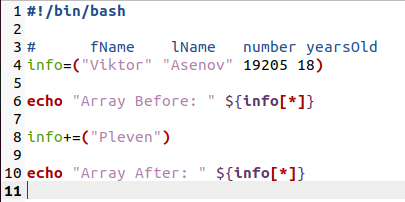 1 #!/bin/bash
2
3 #      fName    lName   number yearsOld
4 info=("Viktor" "Asenov" 19205 18)
5
6 echo "Array Before: " ${info[*]}
7
8 info+=("Pleven")
9
10 echo "Array After: " ${info[*]}
11